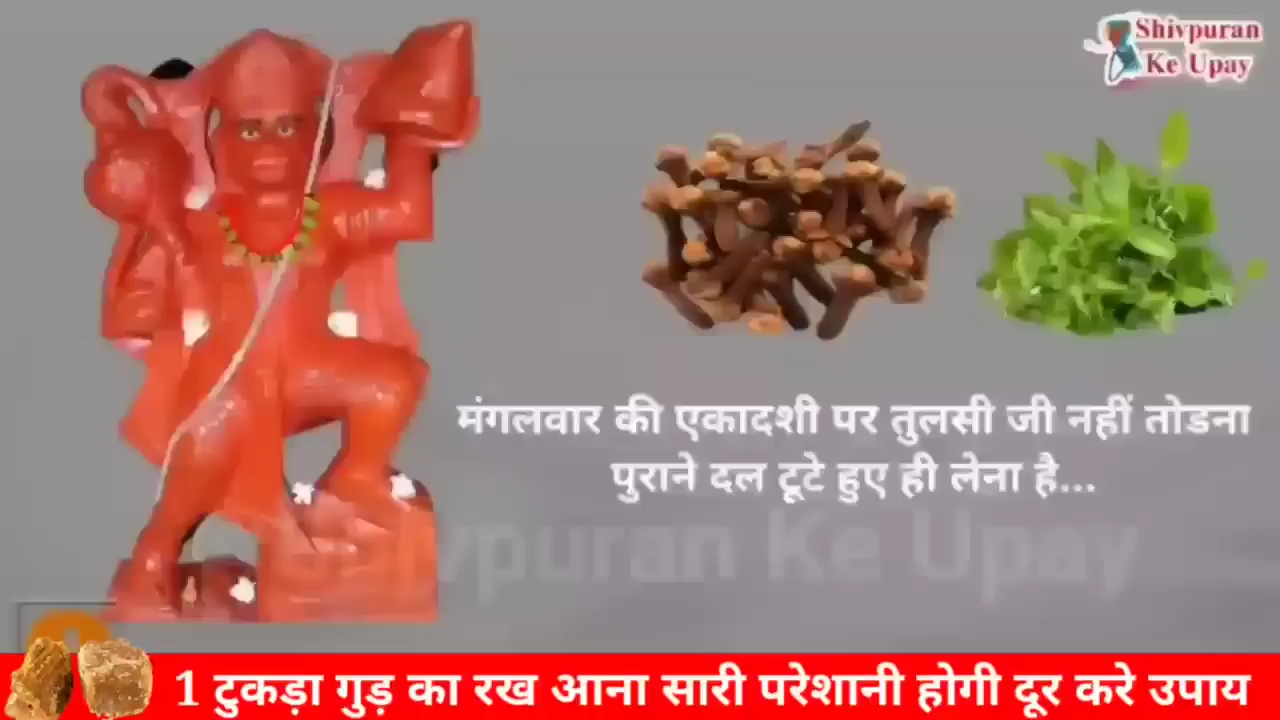 Shivpuran
Ke Upay
मंगलवार की एकादशी पर तुलसी जी नहीं तोडना
पुराने दल टूटे हुए ही लेना है...
Shivpuran Ke Upay
1 टुकड़ा गुड़ का रख आना सारी परेशानी होगी दूर करे उपाय